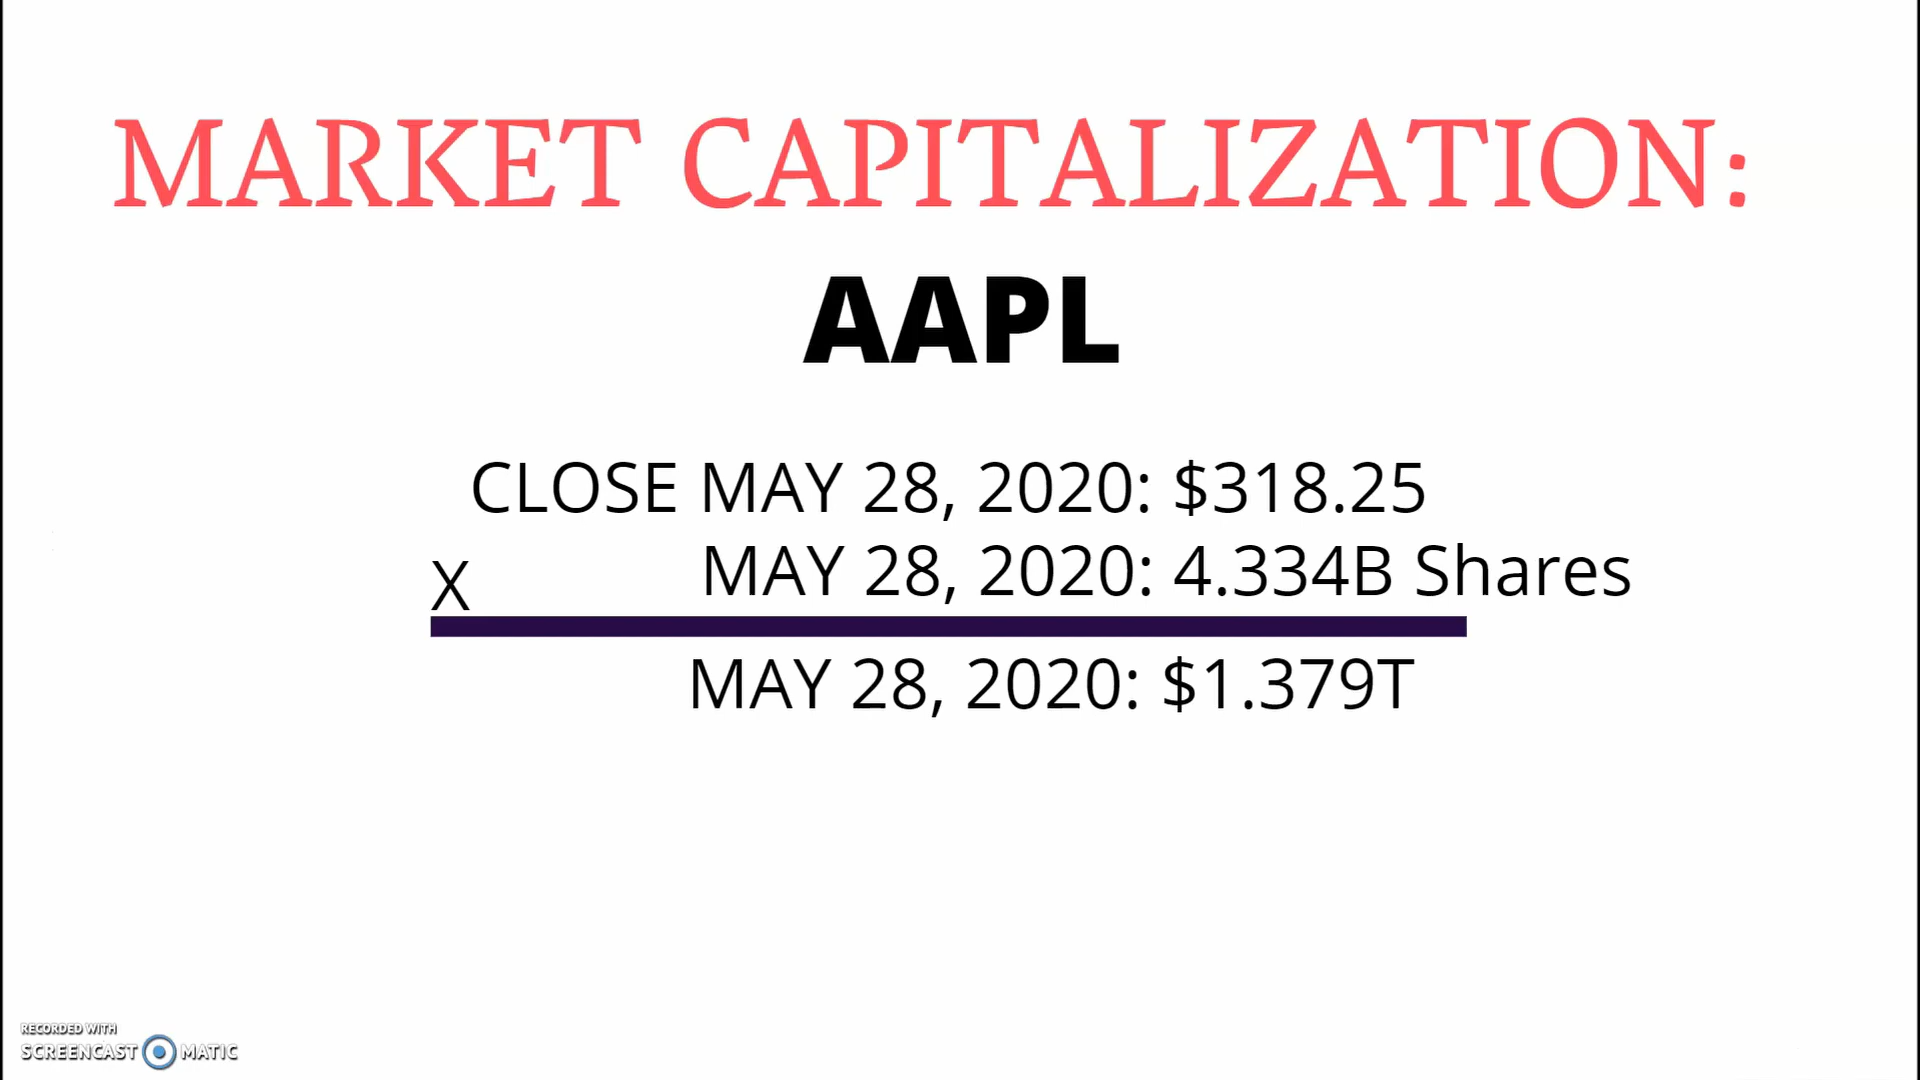 MARKET CAPITALIZATION:
AAPL
CLOSE MAY 28, 2020: $318.25
X MAY 28, 2020: 4.334B Shares
MAY 28, 2020: $1.379T
RECORDED WITH
SCREENCAST MATIC